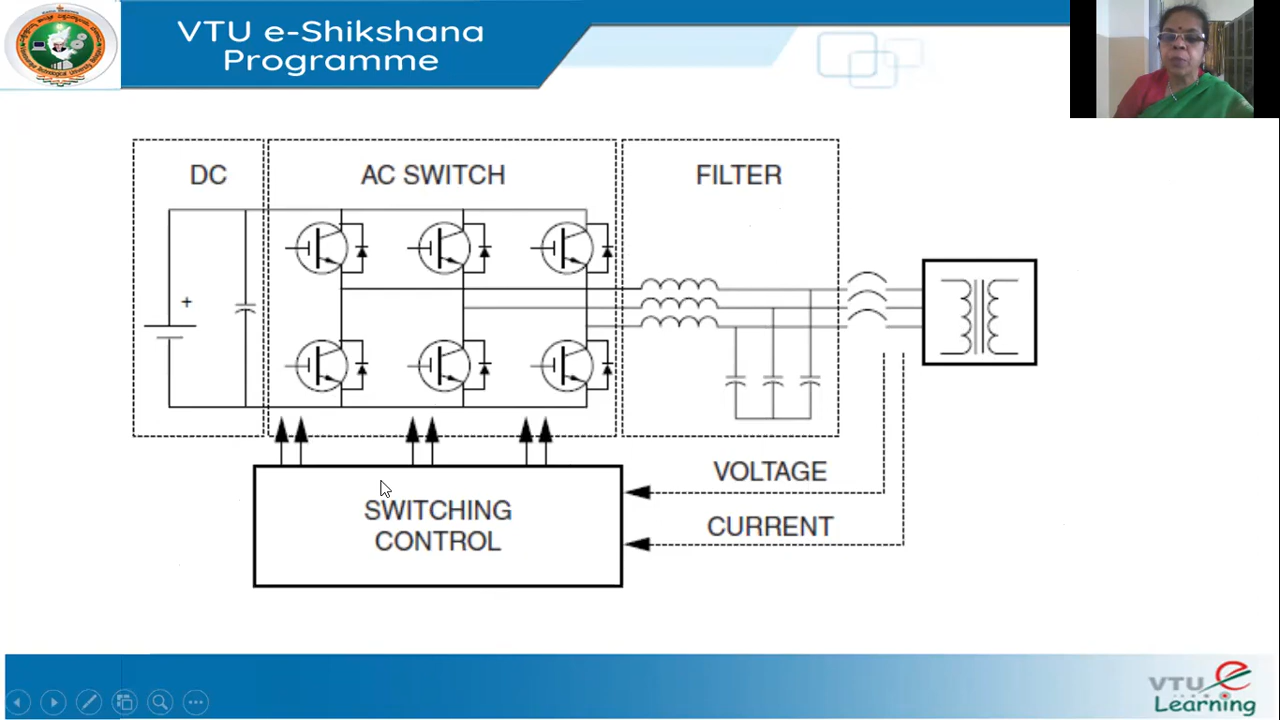 VTU e-Shikshana
Programme
DC
AC SWITCH
FILTER
+
VOLTAGE
SWITCHING
CONTROL
CURRENT
VTU e
Learning